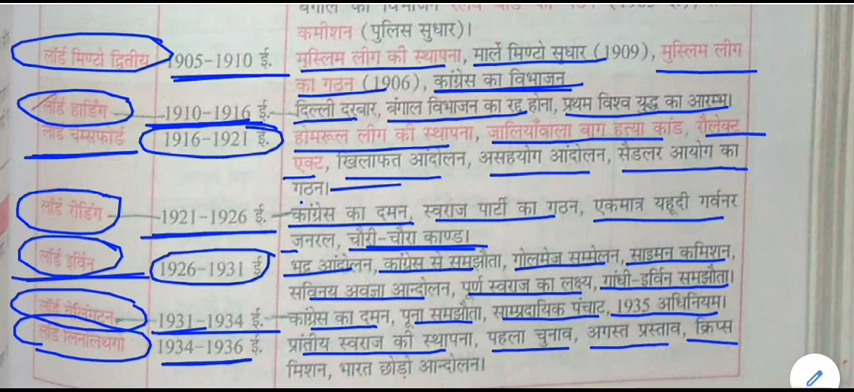 कमीशन (पुलिस सुधार)।
लॉर्ड मिण्टो द्वितीय 1905-1910 ई. मुस्लिम लीग की स्थापना, मार्ले मिण्टो सुधार (1909), मुस्लिम लीग
का गठन (1906), कांग्रेस का विभाजन
लॉर्ड हार्डिंग 1910-1916 ई. दिल्ली दरबार, बंगाल विभाजन का रद्द होना, प्रथम विश्व युद्ध का आरम्भ।
लॉर्ड चेम्सफोर्ड 1916-1921 ई. होमरूल लीग की स्थापना, जालियाँवाला बाग हत्या कांड, रौलेक्ट
एक्ट, खिलाफत आंदोलन, असहयोग आंदोलन, सैडलर आयोग का
गठन।
लॉर्ड रीडिंग 1921-1926 ई. कांग्रेस का दमन, स्वराज पार्टी का गठन, एकमात्र यहूदी गर्वनर
जनरल, चौरी-चौरा काण्ड।
लॉर्ड इर्विन 1926-1931 ई. भद्र आंदोलन, कांग्रेस से समझौता, गोलमेज सम्मेलन, साइमन कमिशन,
सविनय अवज्ञा आन्दोलन, पूर्ण स्वराज का लक्ष्य, गांधी-इर्विन समझौता।
लॉर्ड वेलिंगटन 1931-1934 ई. कांग्रेस का दमन, पूना समझौता, साम्प्रदायिक पंचाट, 1935 अधिनियम।
लॉर्ड लिनलिथगो 1934-1936 ई. प्रांतीय स्वराज की स्थापना, पहला चुनाव, अगस्त प्रस्ताव, क्रिप्स
मिशन, भारत छोड़ो आन्दोलन।